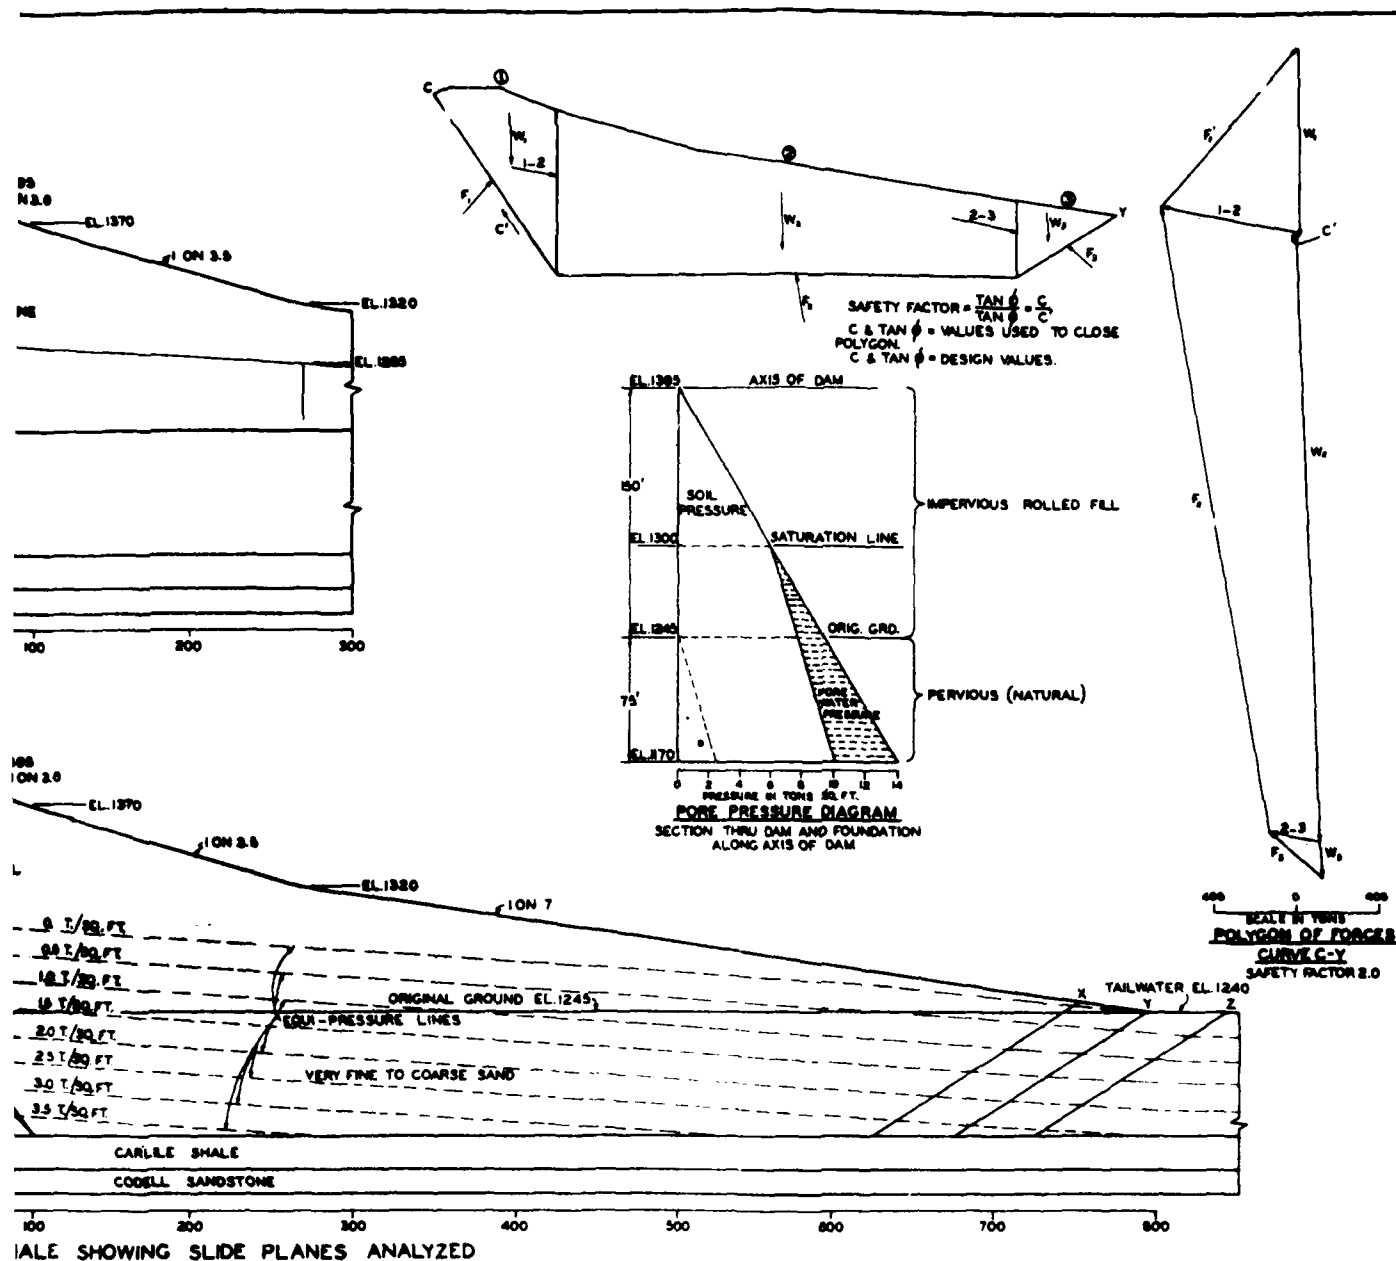 N 3.0
EL.1370
1 ON 3.5
EL.1320
EL.1285
100
200
300
C
1
W₁
1-2
F₁
C'
2
W₂
F₂
2-3
3
W₃
Y
F₃
SAFETY FACTOR = TAN Ø / TAN Ø = C / C'
C & TAN Ø = VALUES USED TO CLOSE
POLYGON.
C & TAN Ø = DESIGN VALUES.
F₁'
W₁
1-2
C'
W₂
F₂
2-3
F₃
W₃
400 0 400
SCALE IN TONS
POLYGON OF FORCES
CURVE C-Y
SAFETY FACTOR 2.0
EL.1395
AXIS OF DAM
150'
SOIL
PRESSURE
IMPERVIOUS ROLLED FILL
EL.1300
SATURATION LINE
EL.1245
ORIG. GRD.
75'
PORE
WATER
PRESSURE
PERVIOUS (NATURAL)
EL.1170
0 2 4 6 8 10 12 14
PRESSURE IN TONS SQ. FT.
PORE PRESSURE DIAGRAM
SECTION THRU DAM AND FOUNDATION
ALONG AXIS OF DAM
1 ON 3.0
EL.1370
1 ON 3.5
EL.1320
1 ON 7
0. T./SQ. FT.
0.5 T./SQ. FT.
1.0 T./SQ. FT.
1.5 T./SQ. FT.
2.0 T./SQ. FT.
2.5 T./SQ. FT.
3.0 T./SQ. FT.
3.5 T./SQ. FT.
ORIGINAL GROUND EL.1245
EQUI-PRESSURE LINES
VERY FINE TO COARSE SAND
TAILWATER EL.1240
X
Y
Z
CARLILE SHALE
CODELL SANDSTONE
100
200
300
400
500
600
700
800
HALE SHOWING SLIDE PLANES ANALYZED